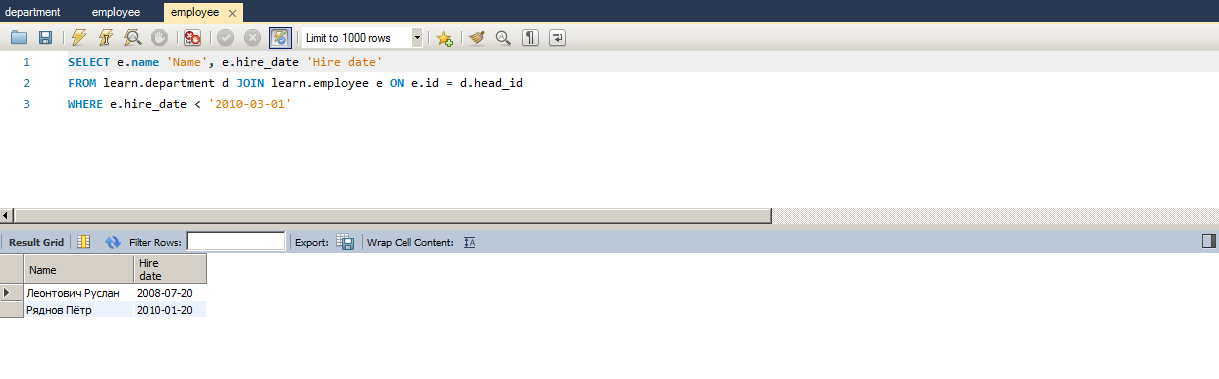 department employee employee
Limit to 1000 rows
1 SELECT e.name 'Name', e.hire_date 'Hire date'
2 FROM learn.department d JOIN learn.employee e ON e.id = d.head_id
3 WHERE e.hire_date < '2010-03-01'
Result Grid Filter Rows: Export: Wrap Cell Content:
Name Hire
date
Леонтович Руслан 2008-07-20
Ряднов Пётр 2010-01-20